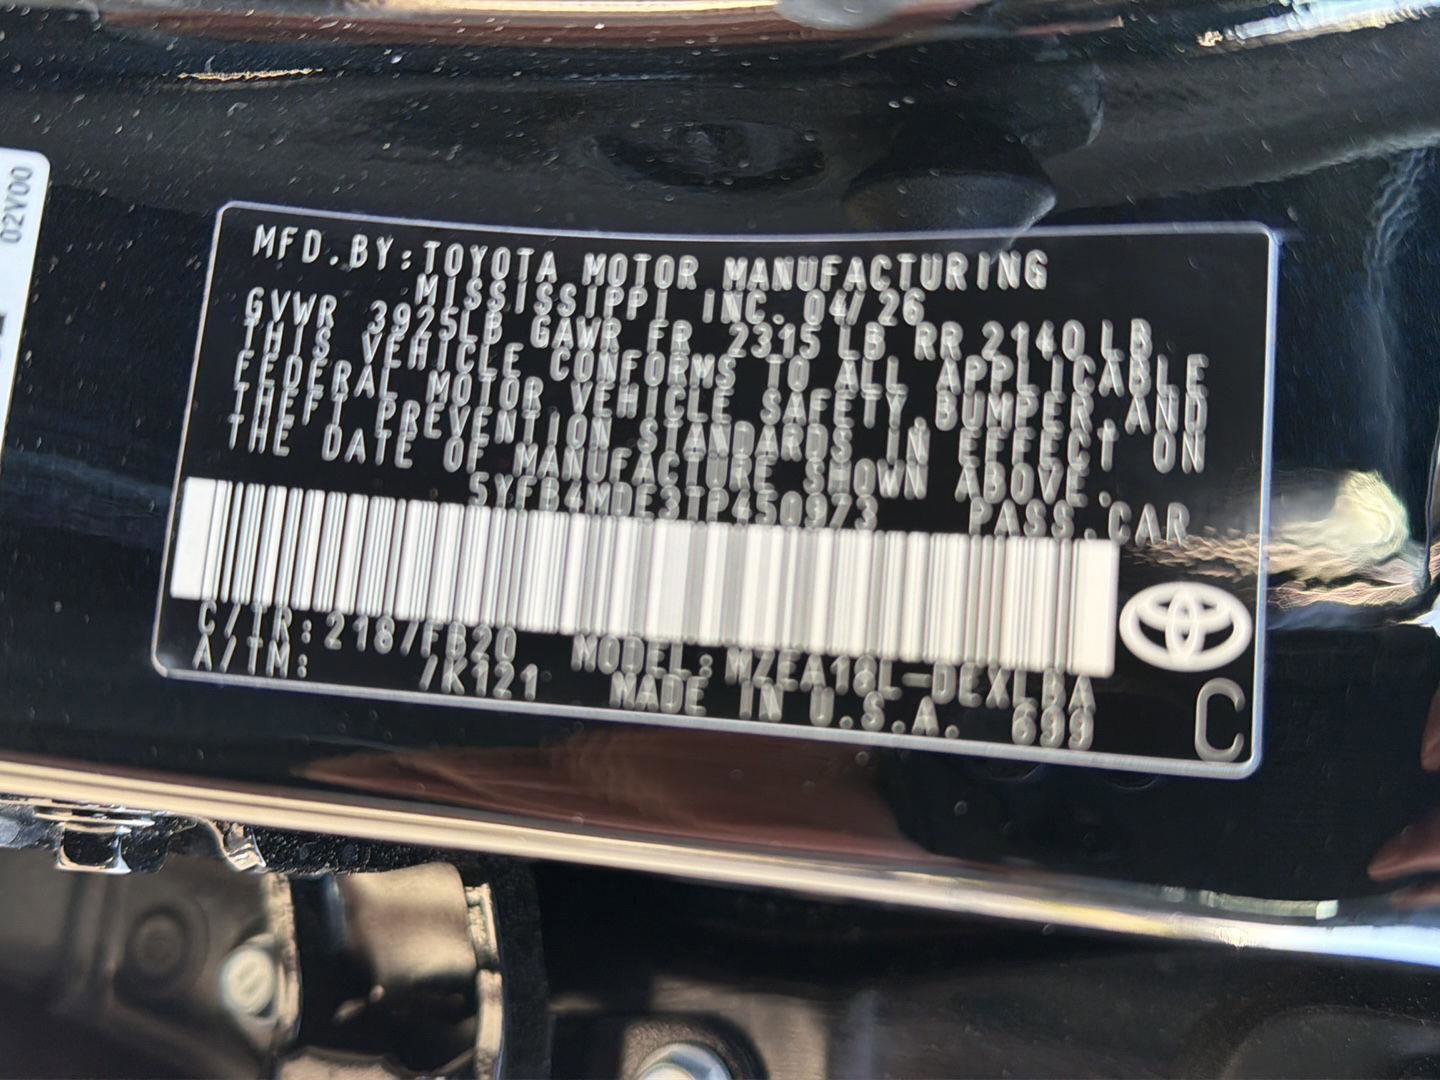 02V00
MFD.BY:TOYOTA MOTOR MANUFACTURING
MISSISSIPPI INC. 04/26
GVWR 3925LB GAWR FR 2315 LB RR 2140 LB
THIS VEHICLE CONFORMS TO ALL APPLICABLE
FEDERAL MOTOR VEHICLE SAFETY,BUMPER,AND
THEFT PREVENTION STANDARDS IN EFFECT ON
THE DATE OF MANUFACTURE SHOWN ABOVE.
5YFB4MDE3TP450973 PASS.CAR
C/TR:218/FB20 MODEL:MZEA18L-DEXLBA
A/TM: /K121 MADE IN U.S.A. 699
C